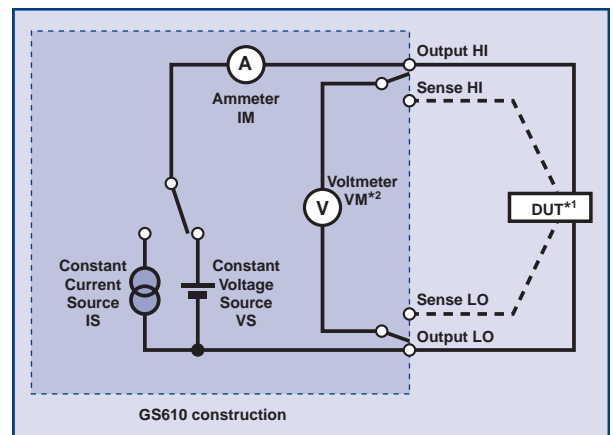 Output HI
A
Ammeter
IM
Sense HI
Voltmeter
VM*2
V
DUT*1
Constant
Current
Source
IS
Constant
Voltage
Source
VS
Sense LO
Output LO
GS610 construction